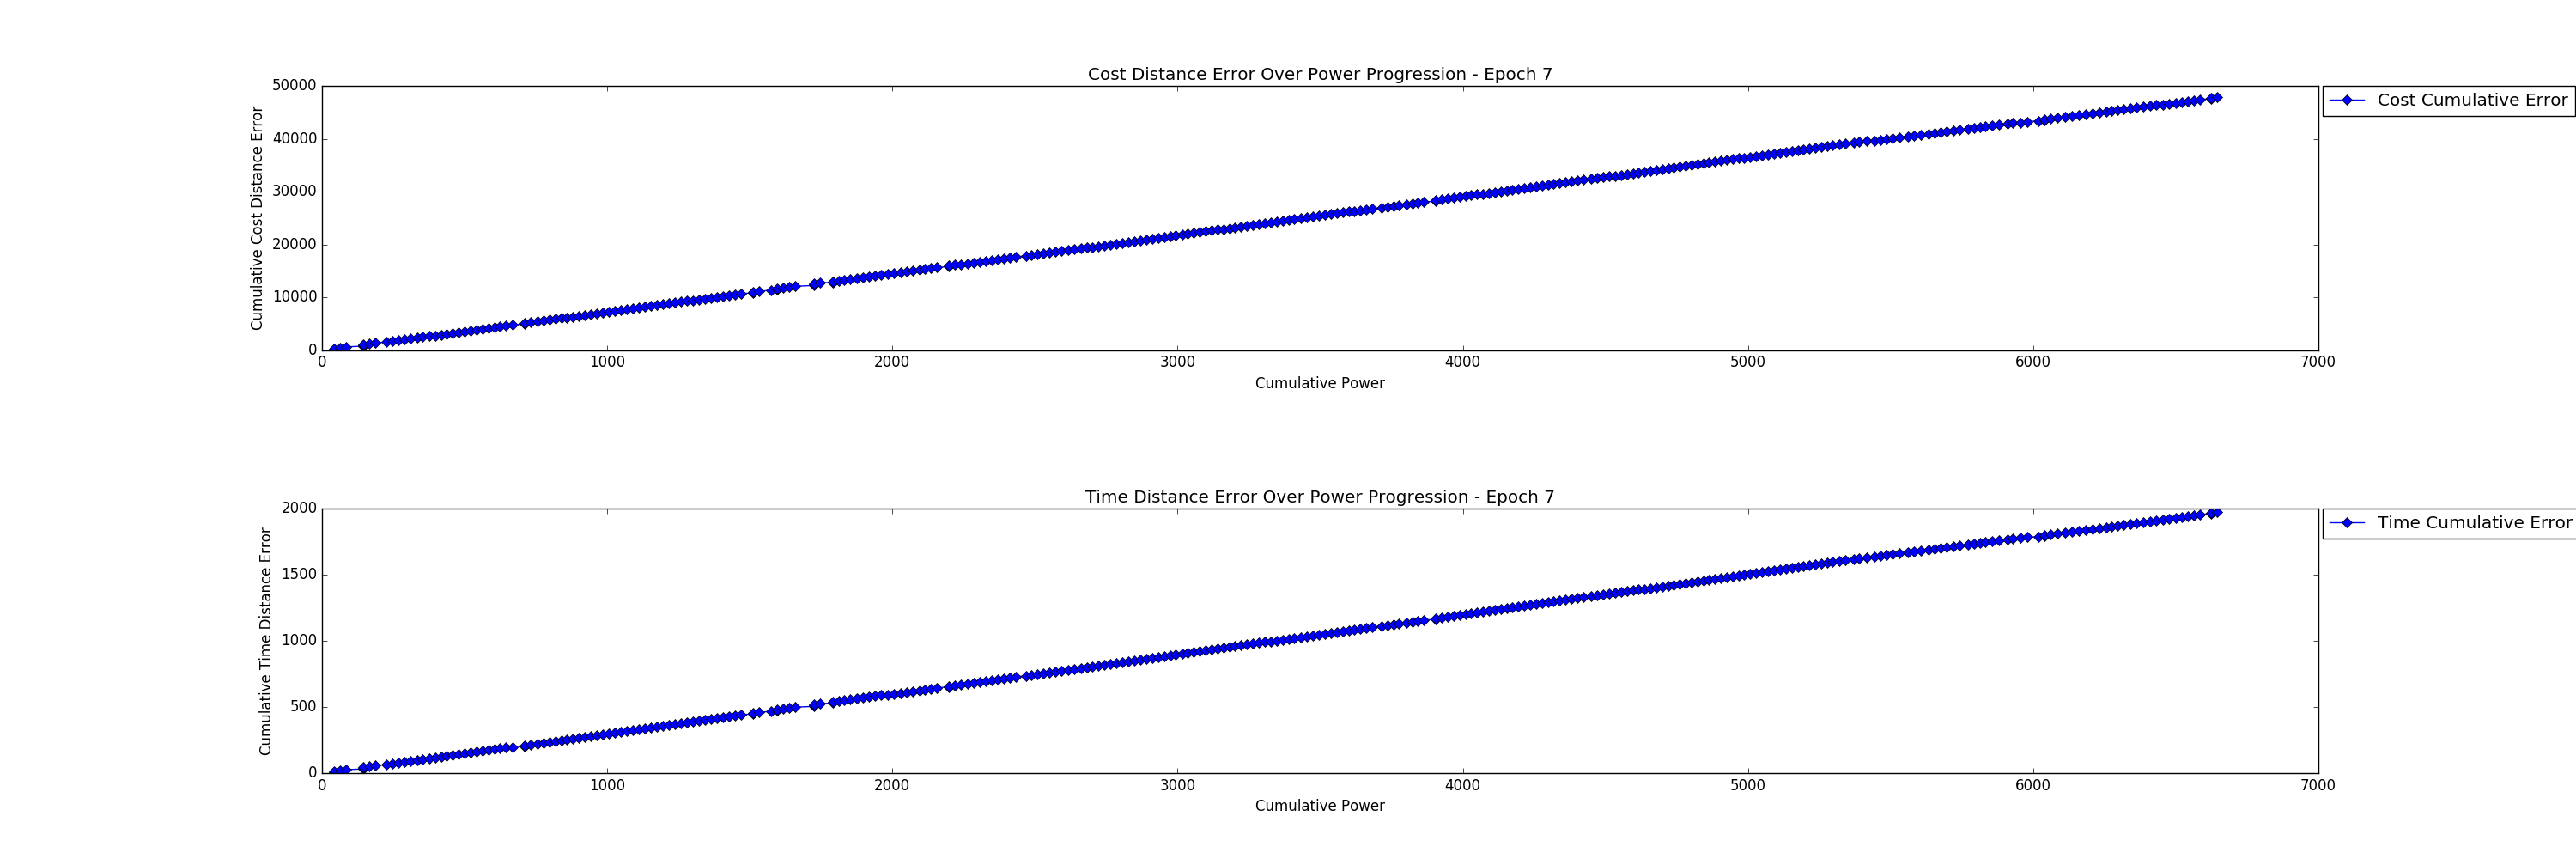 Cost Distance Error Over Power Progression - Epoch 7
50000
40000
30000
20000
10000
0
Cumulative Cost Distance Error
0 1000 2000 3000 4000 5000 6000 7000
Cumulative Power
Cost Cumulative Error
Time Distance Error Over Power Progression - Epoch 7
2000
1500
1000
500
0
Cumulative Time Distance Error
0 1000 2000 3000 4000 5000 6000 7000
Cumulative Power
Time Cumulative Error